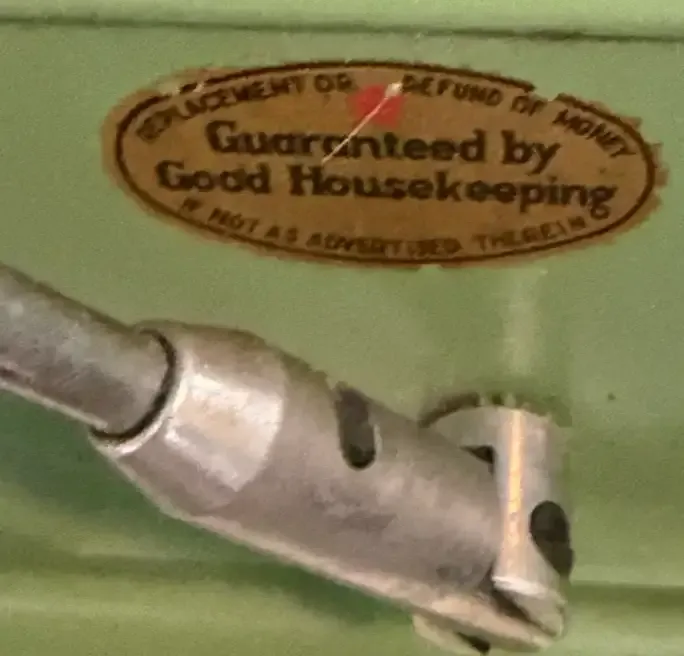 REPLACEMENT OR REFUND OF MONEY
Guaranteed by
Good Housekeeping
IF NOT AS ADVERTISED THEREIN